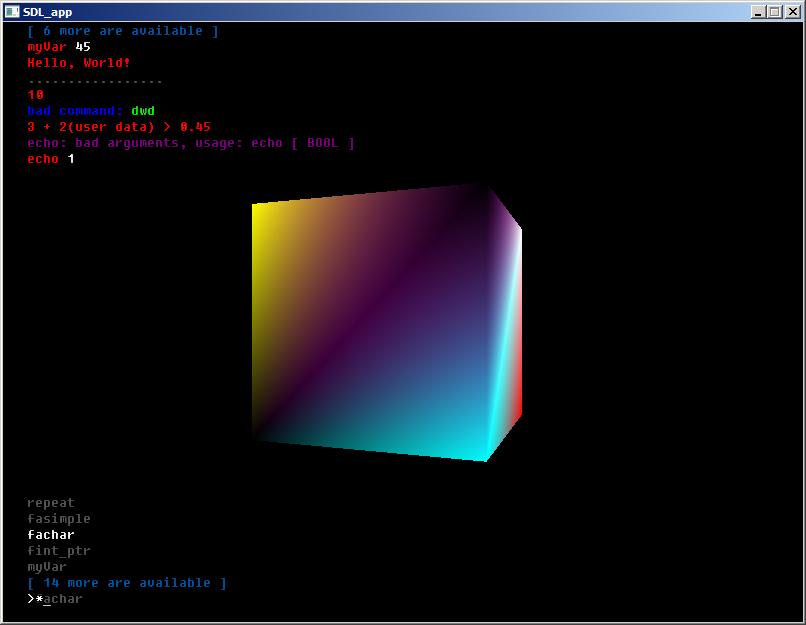 SDL_app
[ 6 more are available ]
myVar 45
Hello, World!
.................
10
bad command: dwd
3 + 2(user data) > 0.45
echo: bad arguments, usage: echo [ BOOL ]
echo 1
repeat
fasimple
fachar
fint_ptr
myVar
[ 14 more are available ]
>*_achar